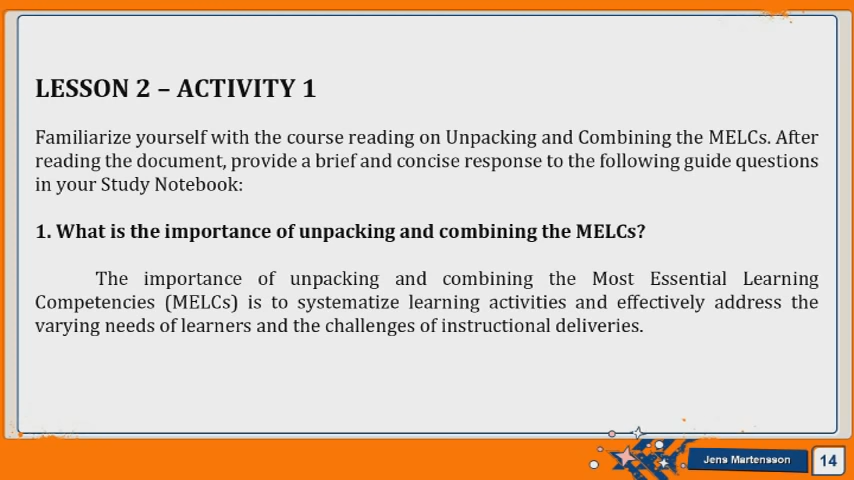 LESSON 2 – ACTIVITY 1
Familiarize yourself with the course reading on Unpacking and Combining the MELCs. After
reading the document, provide a brief and concise response to the following guide questions
in your Study Notebook:
1. What is the importance of unpacking and combining the MELCs?
The importance of unpacking and combining the Most Essential Learning
Competencies (MELCs) is to systematize learning activities and effectively address the
varying needs of learners and the challenges of instructional deliveries.
Jens Martensson
14